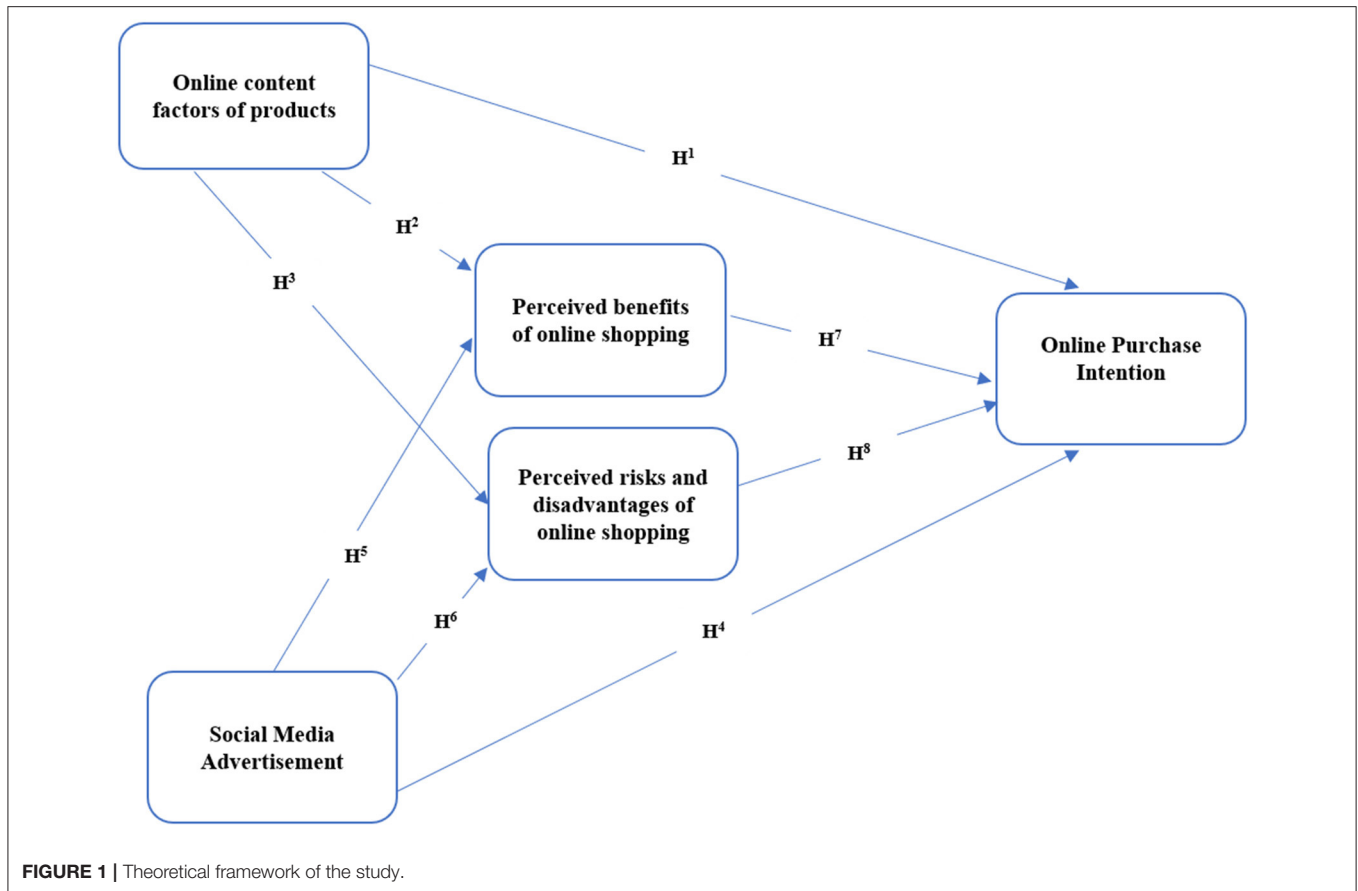 Online content
factors of products
H¹
H²
H³
Perceived benefits
of online shopping
H⁷
Online Purchase
Intention
Perceived risks and
disadvantages of
online shopping
H⁸
H⁵
H⁶
H⁴
Social Media
Advertisement
FIGURE 1 | Theoretical framework of the study.